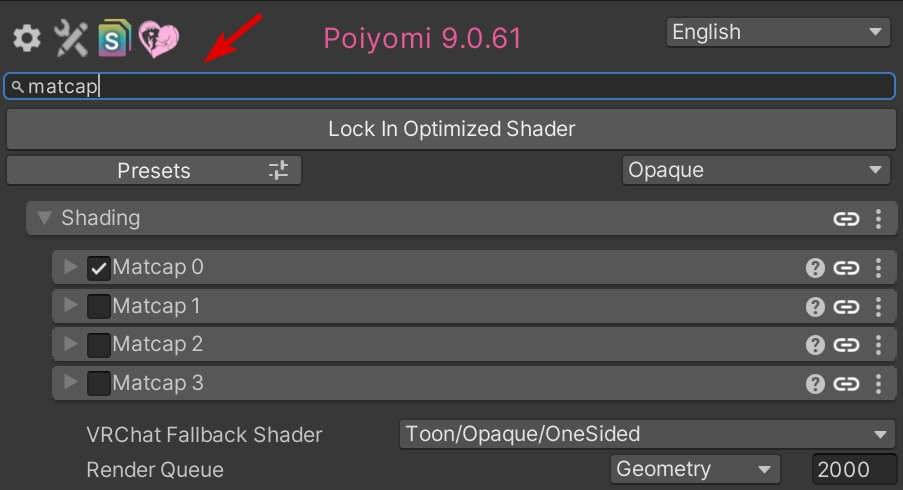 Poiyomi 9.0.61
English
matcap
Lock In Optimized Shader
Presets
Opaque
Shading
Matcap 0
Matcap 1
Matcap 2
Matcap 3
VRChat Fallback Shader
Toon/Opaque/OneSided
Render Queue
Geometry
2000